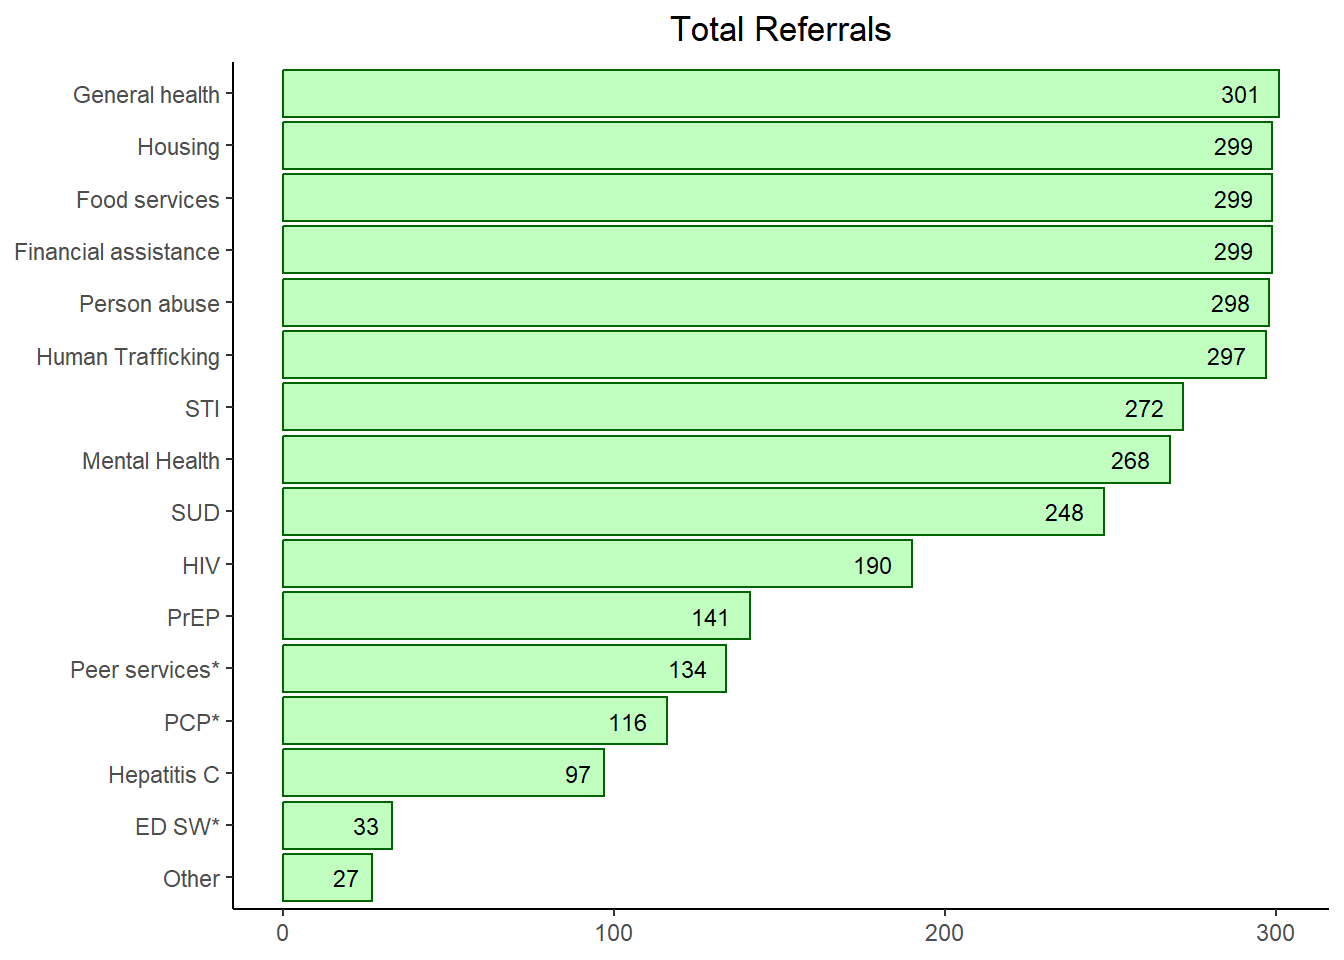 Total Referrals
General health 301
Housing 299
Food services 299
Financial assistance 299
Person abuse 298
Human Trafficking 297
STI 272
Mental Health 268
SUD 248
HIV 190
PrEP 141
Peer services* 134
PCP* 116
Hepatitis C 97
ED SW* 33
Other 27
0 100 200 300